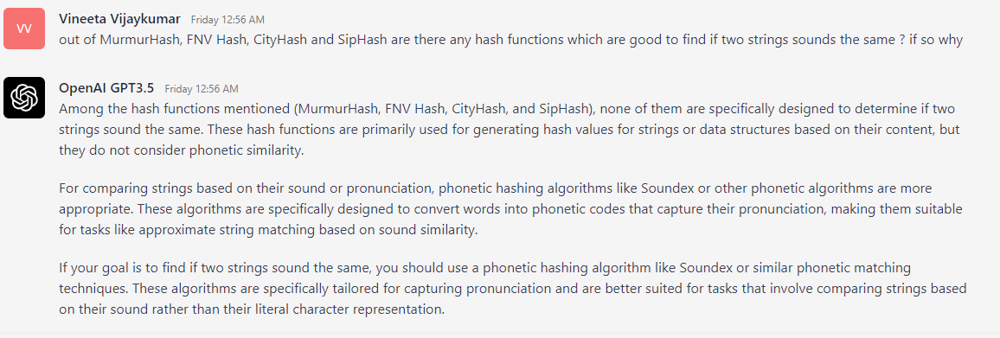 VV
Vineeta Vijaykumar Friday 12:56 AM
out of MurmurHash, FNV Hash, CityHash and SipHash are there any hash functions which are good to find if two strings sounds the same ? if so why
OpenAI GPT3.5 Friday 12:56 AM
Among the hash functions mentioned (MurmurHash, FNV Hash, CityHash, and SipHash), none of them are specifically designed to determine if two
strings sound the same. These hash functions are primarily used for generating hash values for strings or data structures based on their content, but
they do not consider phonetic similarity.
For comparing strings based on their sound or pronunciation, phonetic hashing algorithms like Soundex or other phonetic algorithms are more
appropriate. These algorithms are specifically designed to convert words into phonetic codes that capture their pronunciation, making them suitable
for tasks like approximate string matching based on sound similarity.
If your goal is to find if two strings sound the same, you should use a phonetic hashing algorithm like Soundex or similar phonetic matching
techniques. These algorithms are specifically tailored for capturing pronunciation and are better suited for tasks that involve comparing strings based
on their sound rather than their literal character representation.